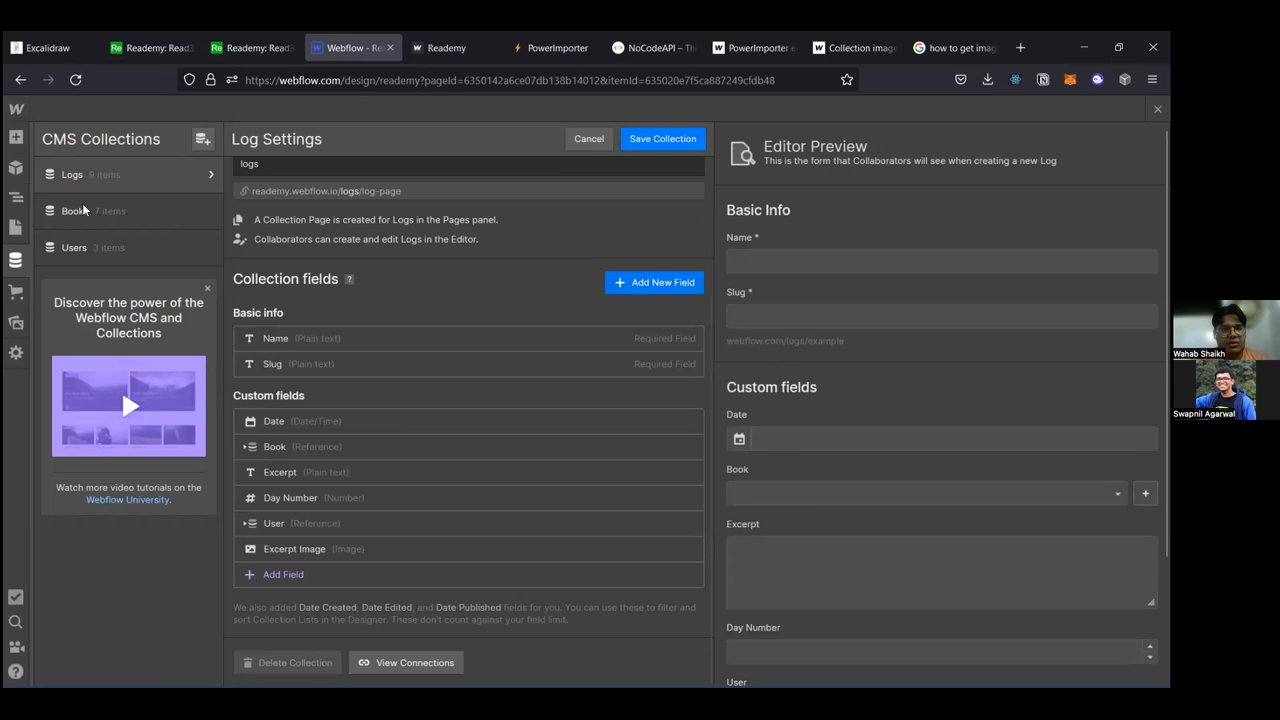 Excalidraw
Readem: Read
Readem: Read
Webflow - Re
Reademy
PowerImporter
NoCodeAPI – Th
PowerImporter e
Collection imag
how to get imag
https://webflow.com/design/reademy?pageId=6350142a6ce07db138b14012&itemId=635020e7f5ca887249cfdb48
CMS Collections
Log Settings
Cancel
Save Collection
Editor Preview
This is the form that Collaborators will see when creating a new Log
Logs 9 items
logs
reademy.webflow.io/logs/log-page
Book 7 items
A Collection Page is created for Logs in the Pages panel.
Collaborators can create and edit Logs in the Editor.
Users 3 items
Discover the power of the
Webflow CMS and
Collections
Watch more video tutorials on the
Webflow University.
Collection fields ?
Add New Field
Basic info
Name (Plain text) Required Field
Slug (Plain text) Required Field
Custom fields
Date (Date/Time)
Book (Reference)
Excerpt (Plain text)
Day Number (Number)
User (Reference)
Excerpt Image (Image)
Add Field
We also added Date Created, Date Edited, and Date Published fields for you. You can use these to filter and
sort Collection Lists in the Designer. These don't count against your field limit.
Delete Collection
View Connections
Basic Info
Name *
Slug *
webflow.com/logs/example
Custom fields
Date
Book
Excerpt
Day Number
User
Wahab Shaikh
Swapnil Agarwal